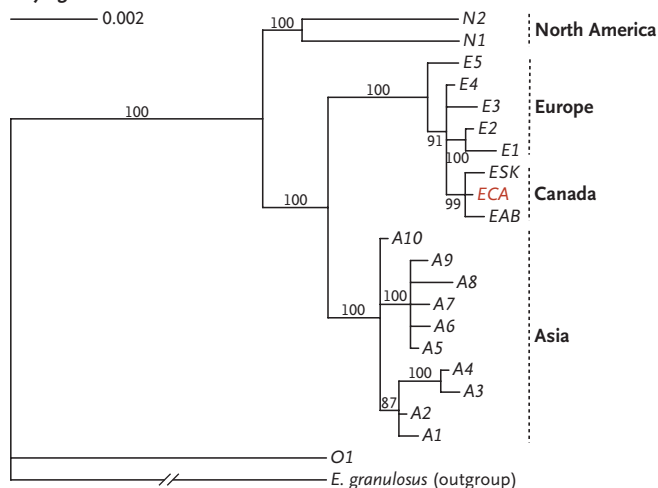 0.002
100
N2
N1
North America
100
100
E5
E4
E3
E2
E1
91
100
Europe
100
ESK
ECA
EAB
99
Canada
A10
100
A9
A8
100
A7
A6
A5
Asia
100
A4
A3
87
A2
A1
O1
E. granulosus (outgroup)